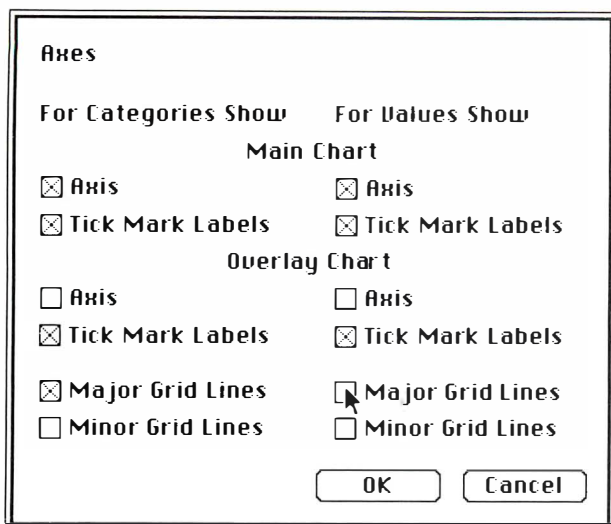 Axes
For Categories Show For Values Show
Main Chart
Axis Axis
Tick Mark Labels Tick Mark Labels
Overlay Chart
Axis Axis
Tick Mark Labels Tick Mark Labels
Major Grid Lines Major Grid Lines
Minor Grid Lines Minor Grid Lines
OK Cancel